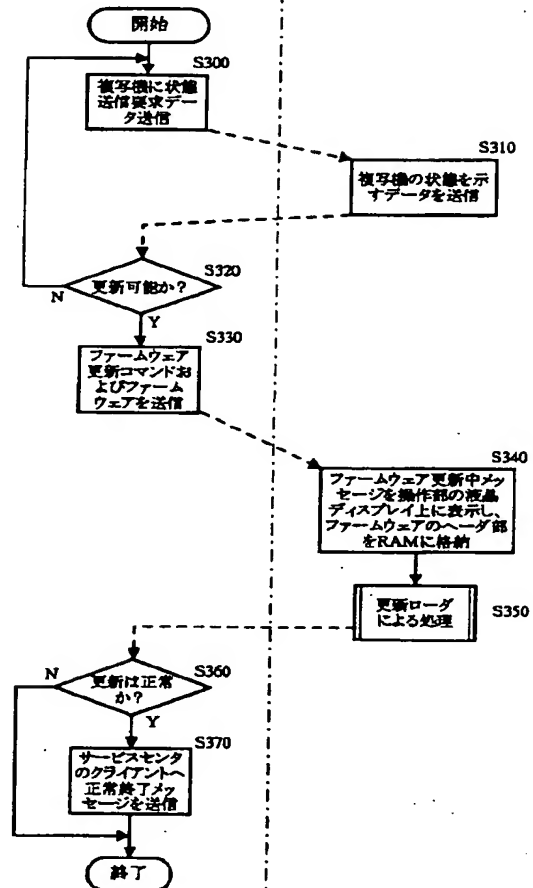 開始
S300
複写機に状態
送信要求デー
タ送信
S310
複写機の状態を示
すデータを送信
S320
更新可能か?
N
Y
S330
ファームウェア
更新コマンドお
よびファーム
ウェアを送信
S340
ファームウェア更新中メッ
セージを操作部の液晶
ディスプレイ上に表示し、
ファームウェアのヘーダ部
をRAMに格納
更新ローダ
による処理
S350
N
S360
更新は正常
か?
Y
S370
サービスセンタ
のクライアントへ
正常終了メッ
セージを送信
終了